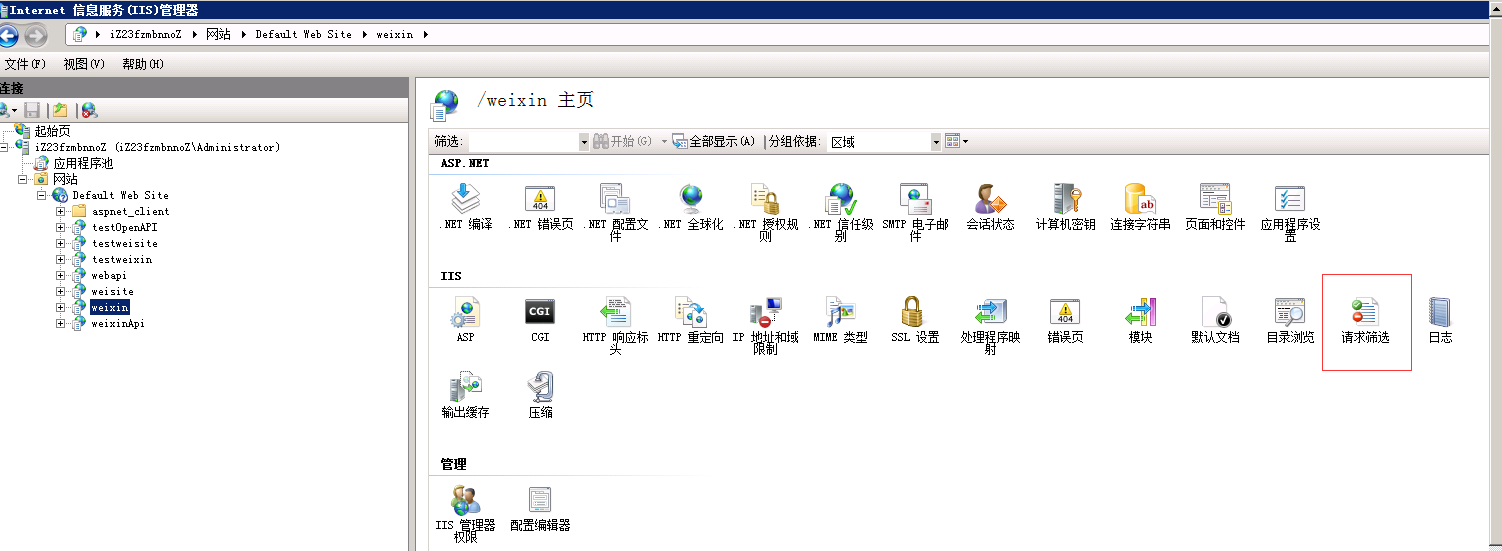 Internet 信息服务(IIS)管理器
iZ23fzmbnnoZ 网站 Default Web Site weixin
文件(F) 视图(V) 帮助(H)
连接
起始页
iZ23fzmbnnoZ (iZ23fzmbnnoZ\Administrator)
应用程序池
网站
Default Web Site
aspnet_client
testOpenAPI
testweisite
testweixin
webapi
weisite
weixin
weixinApi
/weixin 主页
筛选: 开始(G) 全部显示(A) 分组依据: 区域
ASP.NET
404
ab
.NET 编译 .NET 错误页 .NET 配置文 .NET 全球化 .NET 授权规 .NET 信任级 SMTP 电子邮 会话状态 计算机密钥 连接字符串 页面和控件 应用程序设
件 则 别 件 置
IIS
CGI 404
ASP CGI HTTP 响应标 HTTP 重定向 IP 地址和域 MIME 类型 SSL 设置 处理程序映 错误页 模块 默认文档 目录浏览 请求筛选 日志
头 限制 射
输出缓存 压缩
管理
IIS 管理器 配置编辑器
权限